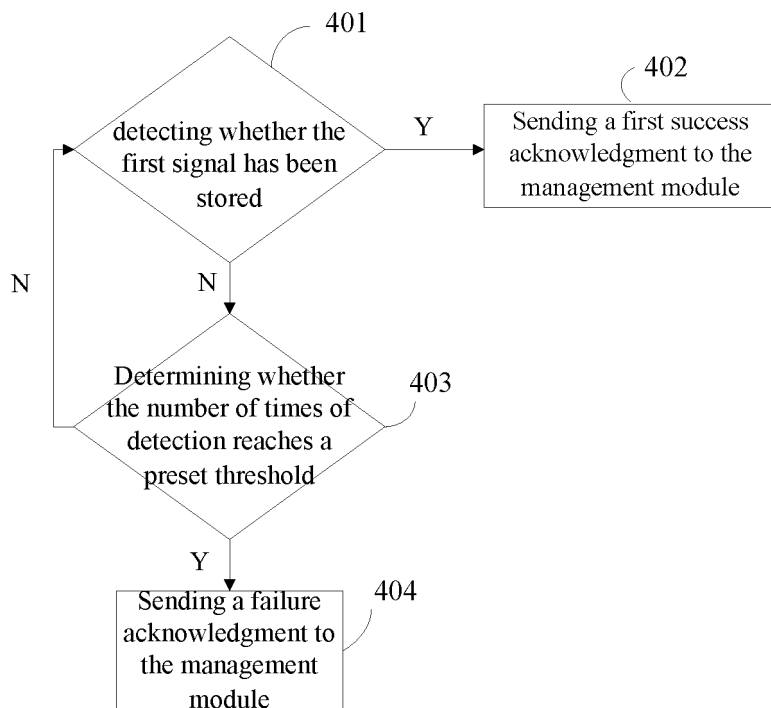 401
detecting whether the
first signal has been
stored
Y
402
Sending a first success
acknowledgment to the
management module
N
N
403
Determining whether
the number of times of
detection reaches a
preset threshold
Y
404
Sending a failure
acknowledgment to
the management
module